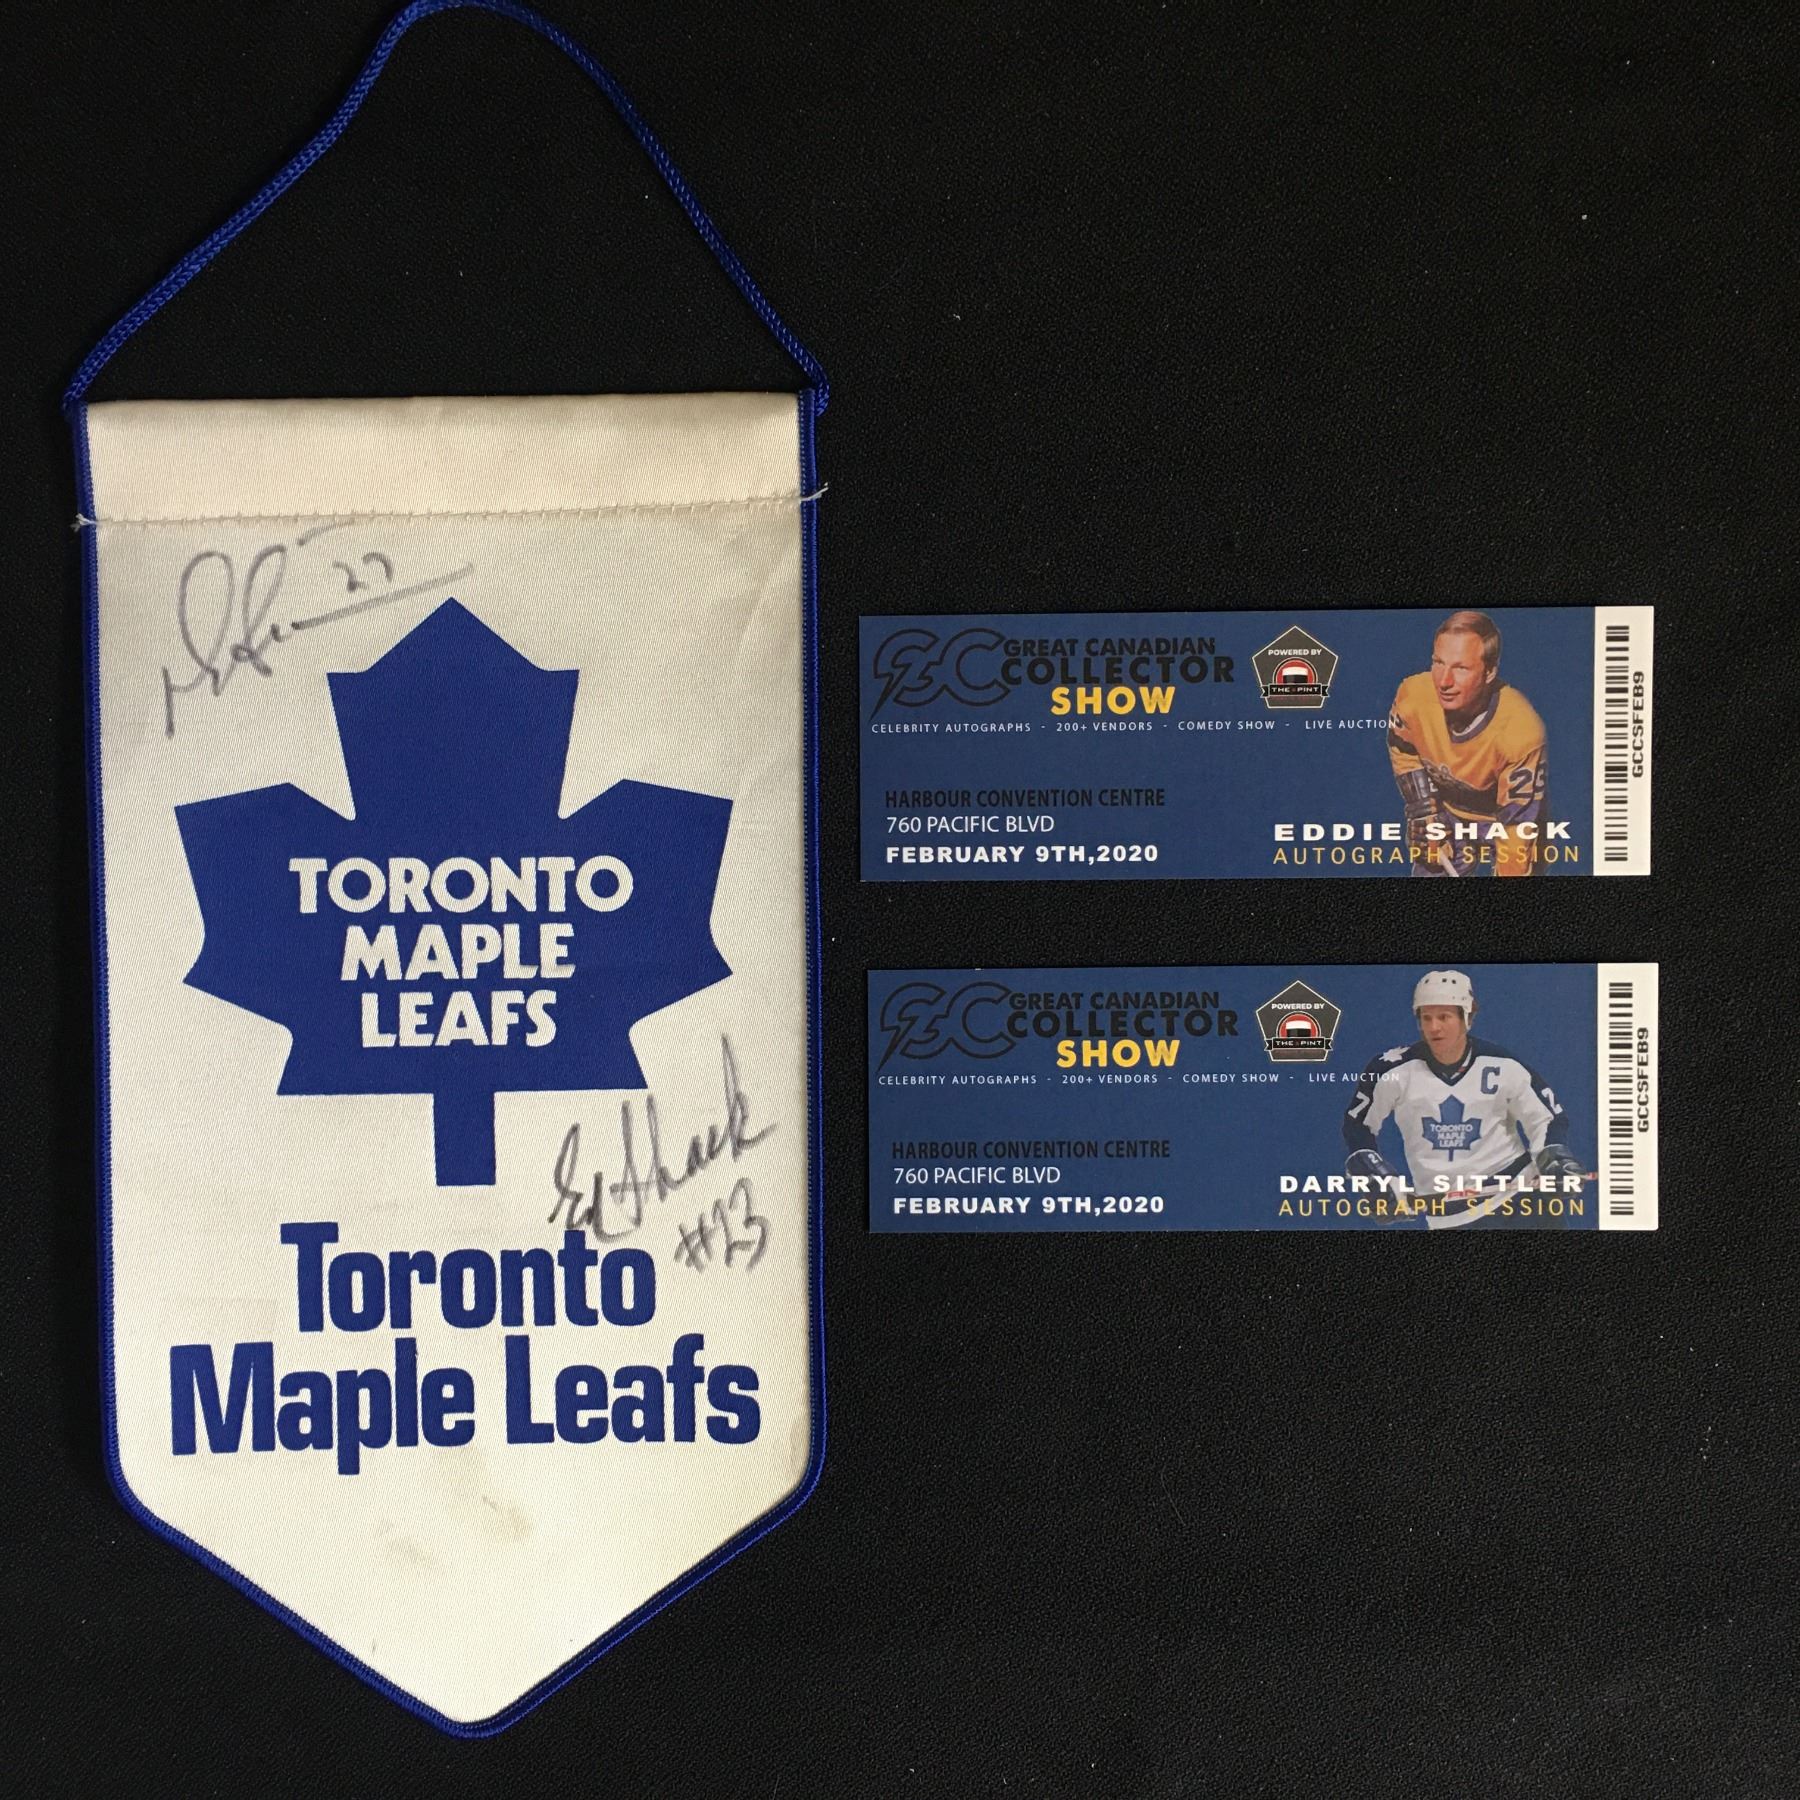 27
TORONTO
MAPLE
LEAFS
Ed Shack
#23
Toronto
Maple Leafs
GREAT CANADIAN
COLLECTOR
SHOW
POWERED BY
THE PINT
CELEBRITY AUTOGRAPHS - 200+ VENDORS - COMEDY SHOW - LIVE AUCTION
HARBOUR CONVENTION CENTRE
760 PACIFIC BLVD
FEBRUARY 9TH,2020
EDDIE SHACK
AUTOGRAPH SESSION
GCCSFEB9
GREAT CANADIAN
COLLECTOR
SHOW
POWERED BY
THE PINT
CELEBRITY AUTOGRAPHS - 200+ VENDORS - COMEDY SHOW - LIVE AUCTION
C
TORONTO
MAPLE
LEAFS
HARBOUR CONVENTION CENTRE
760 PACIFIC BLVD
FEBRUARY 9TH,2020
DARRYL SITTLER
AUTOGRAPH SESSION
GCCSFEB9